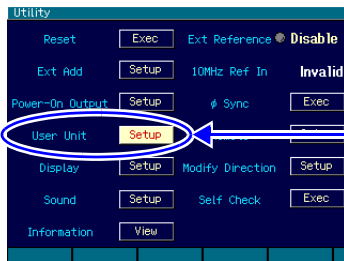 Utility
Reset Exec Ext Reference Disable
Ext Add Setup 10MHz Ref In Invalid
Power-On Output Setup φ Sync Exec
User Unit Setup
Display Setup Modify Direction Setup
Sound Setup Self Check Exec
Information View